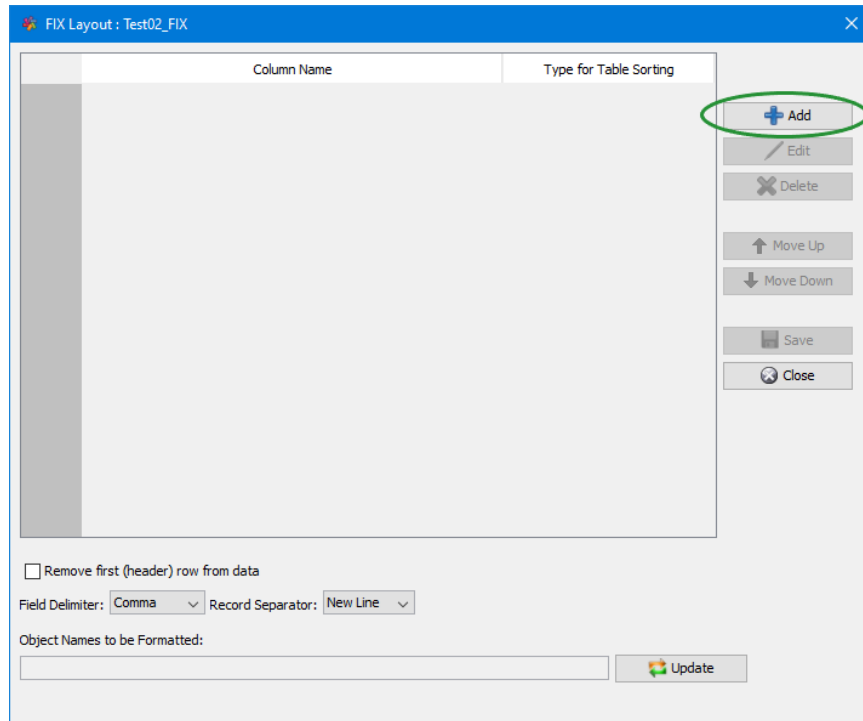 FIX Layout : Test02_FIX
Column Name Type for Table Sorting
Add
Edit
Delete
Move Up
Move Down
Save
Close
Remove first (header) row from data
Field Delimiter: Comma Record Separator: New Line
Object Names to be Formatted:
Update